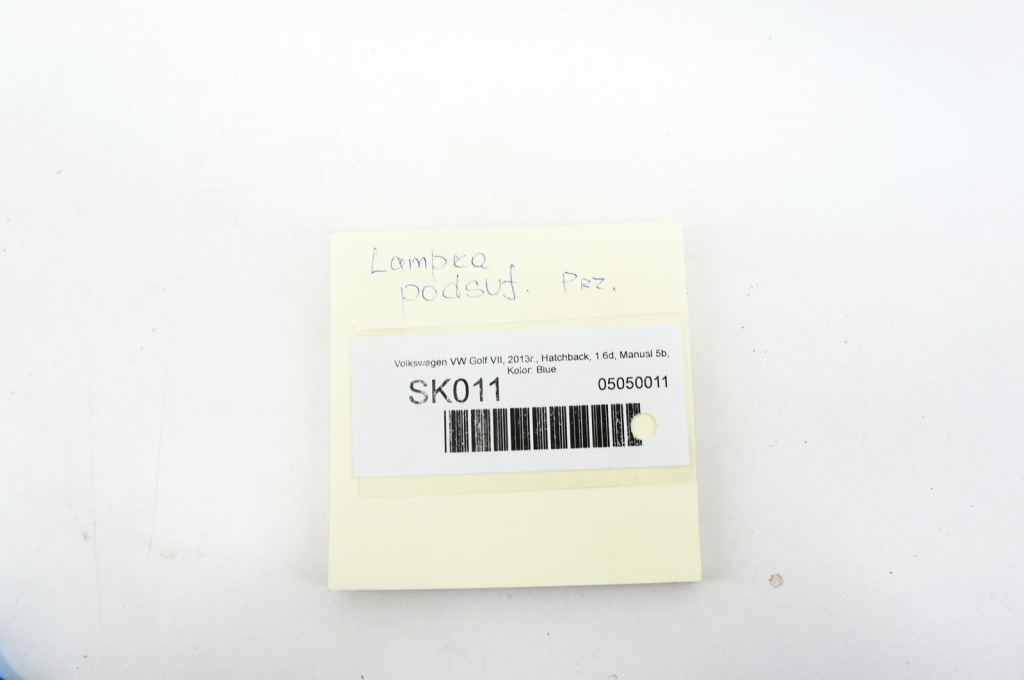 Lampka
podsuf. Prz.
Volkswagen VW Golf VII, 2013r., Hatchback, 1.6d, Manual 5b,
Kolor: Blue
SK011 05050011